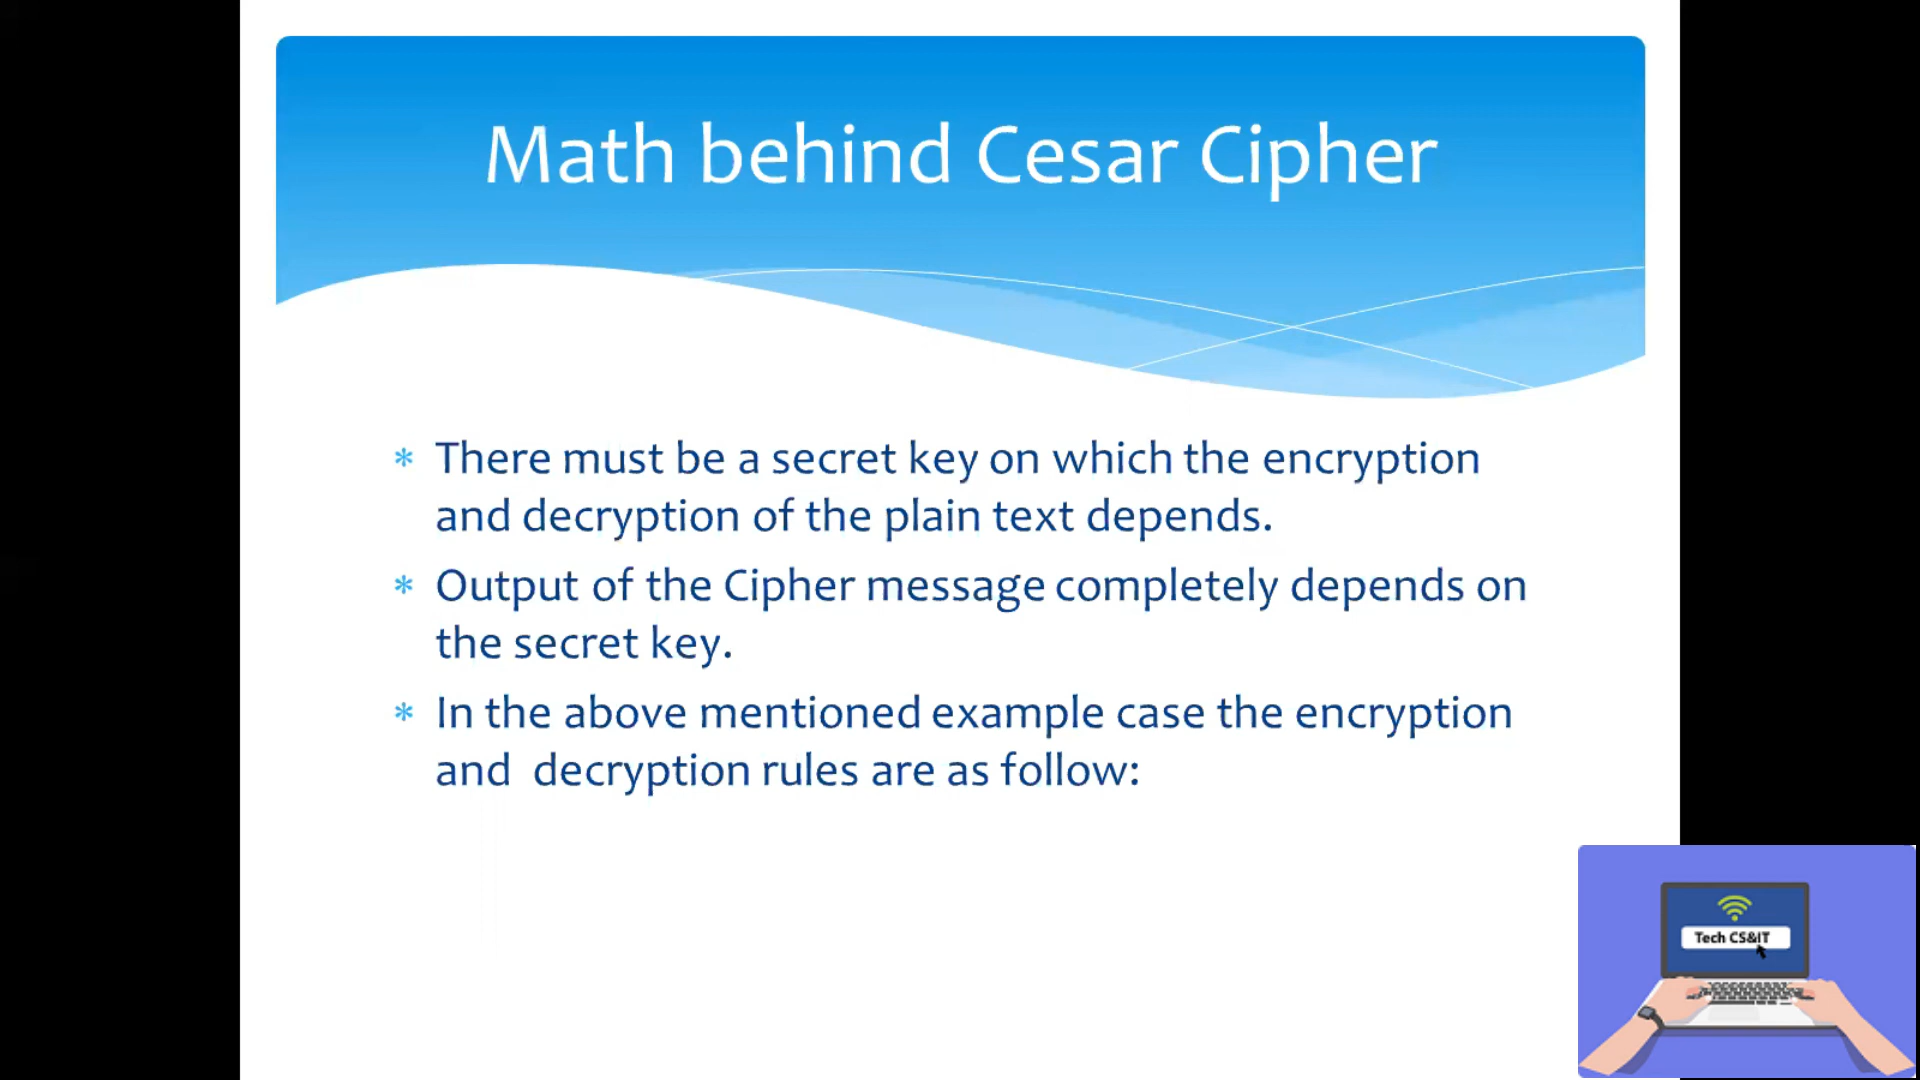 Math behind Cesar Cipher
* There must be a secret key on which the encryption
and decryption of the plain text depends.
* Output of the Cipher message completely depends on
the secret key.
* In the above mentioned example case the encryption
and decryption rules are as follow:
Tech CS&IT